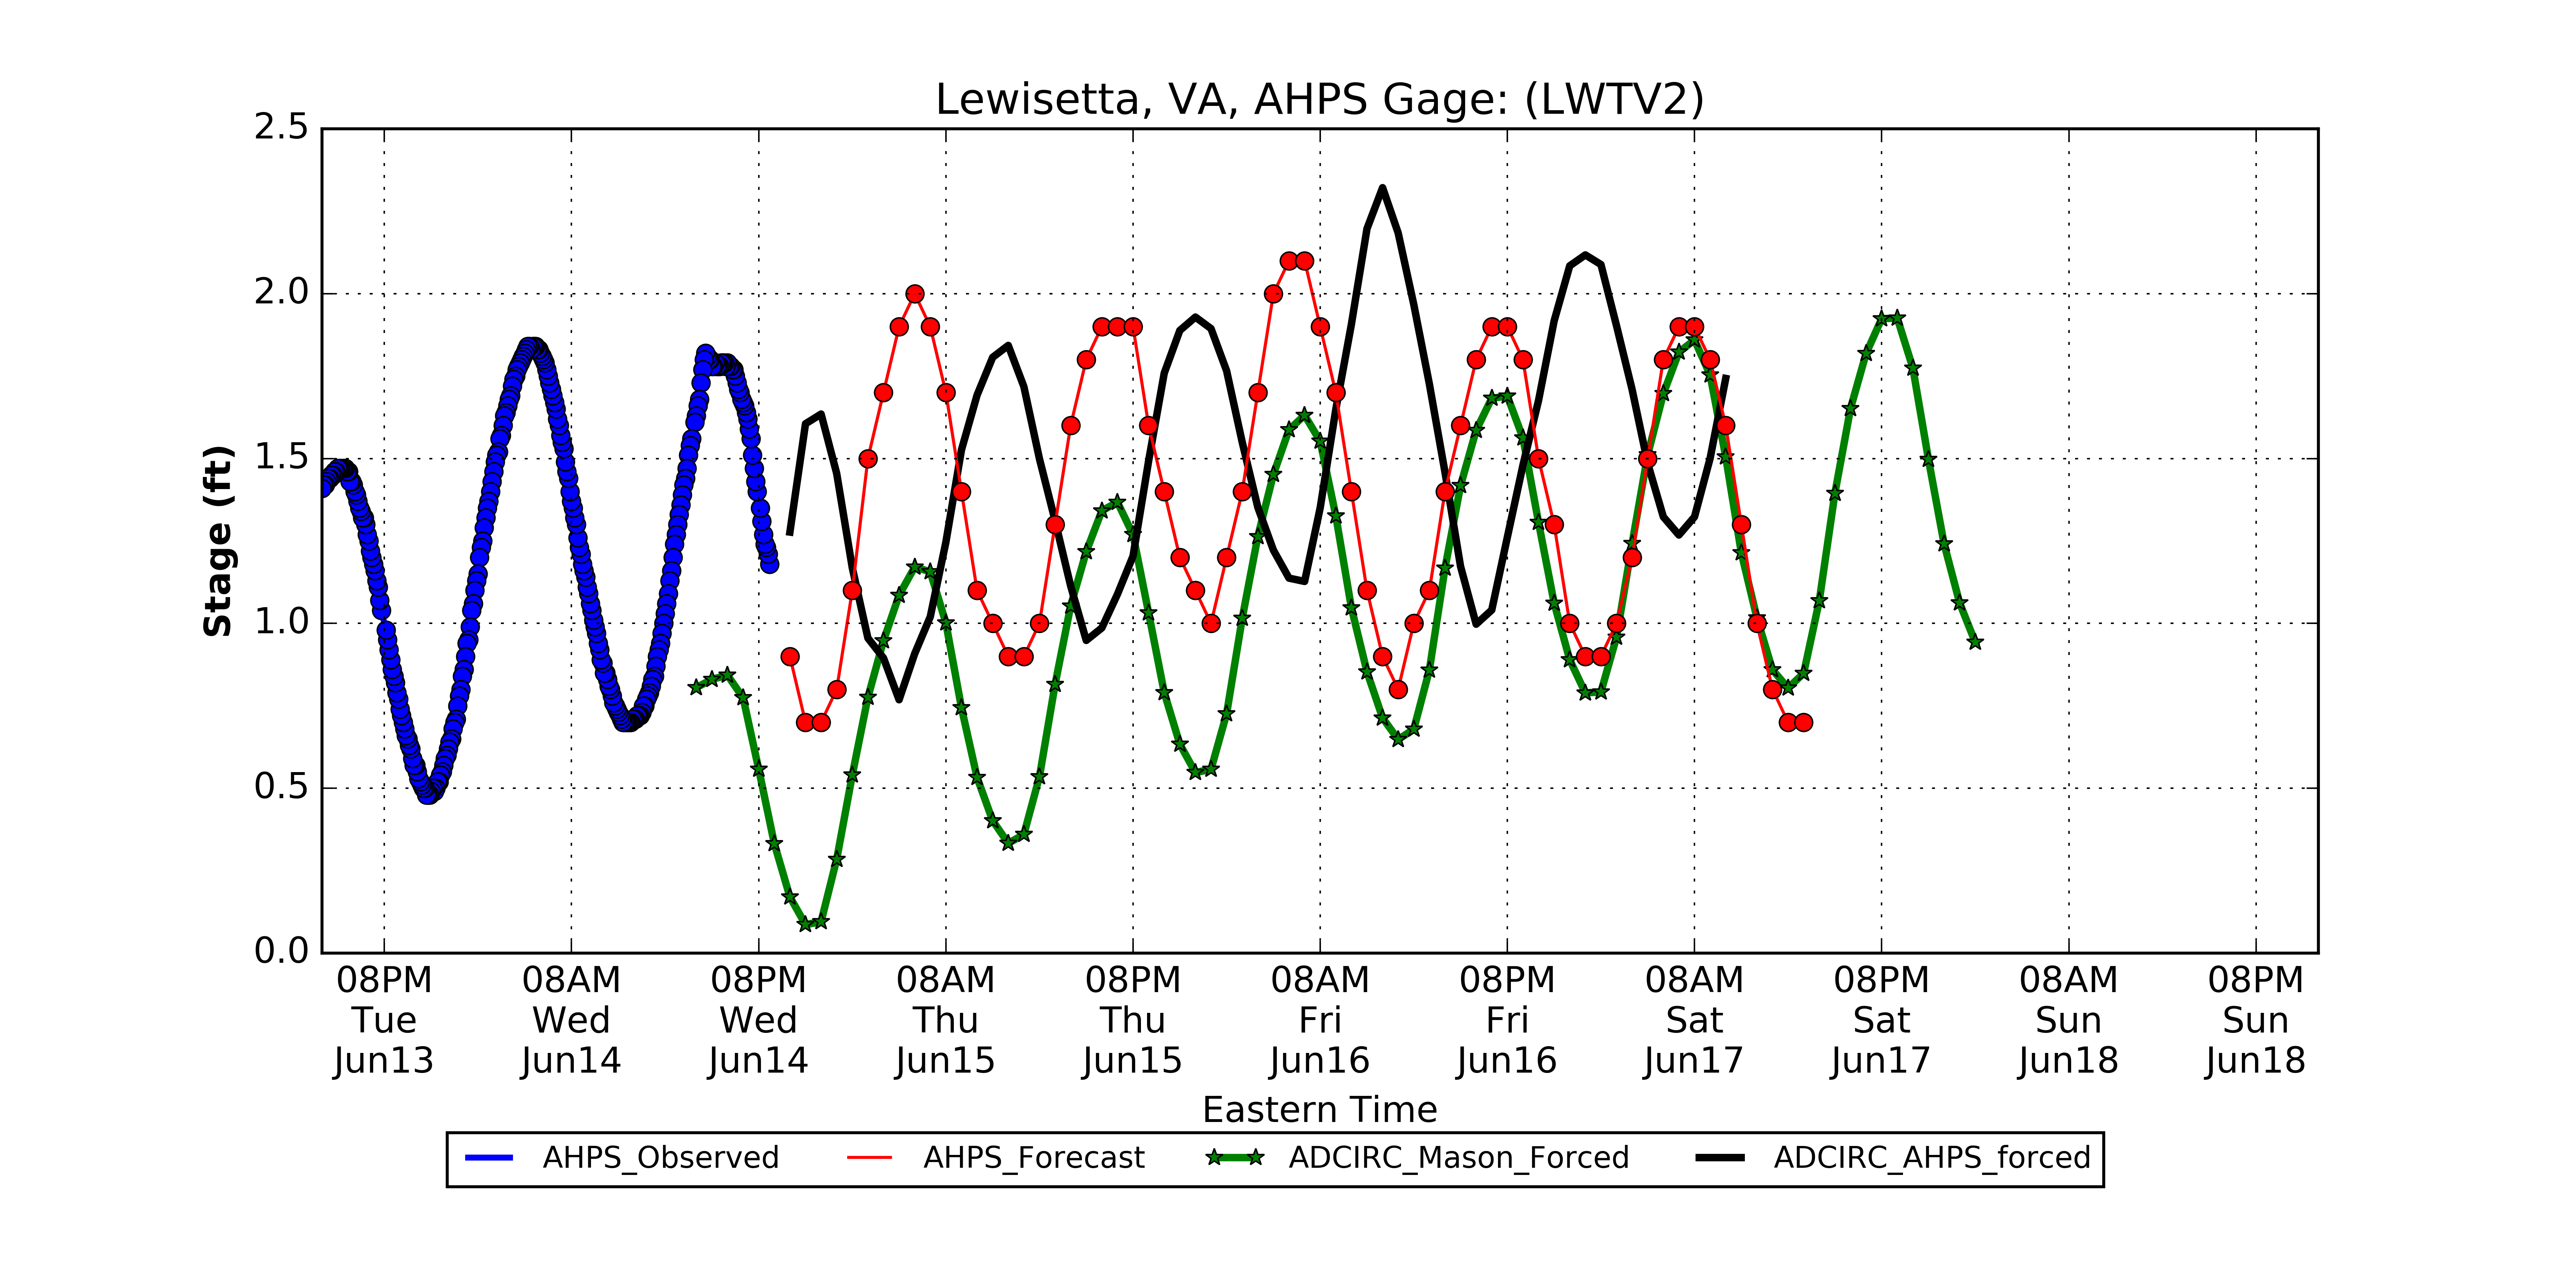 Lewisetta, VA, AHPS Gage: (LWTV2)
2.5
2.0
1.5
1.0
0.5
0.0
Stage (ft)
08PM 08AM 08PM 08AM 08PM 08AM 08PM 08AM 08PM 08AM 08PM
Tue Wed Wed Thu Thu Fri Fri Sat Sat Sun Sun
Jun13 Jun14 Jun14 Jun15 Jun15 Jun16 Jun16 Jun17 Jun17 Jun18 Jun18
Eastern Time
AHPS_Observed AHPS_Forecast ADCIRC_Mason_Forced ADCIRC_AHPS_forced